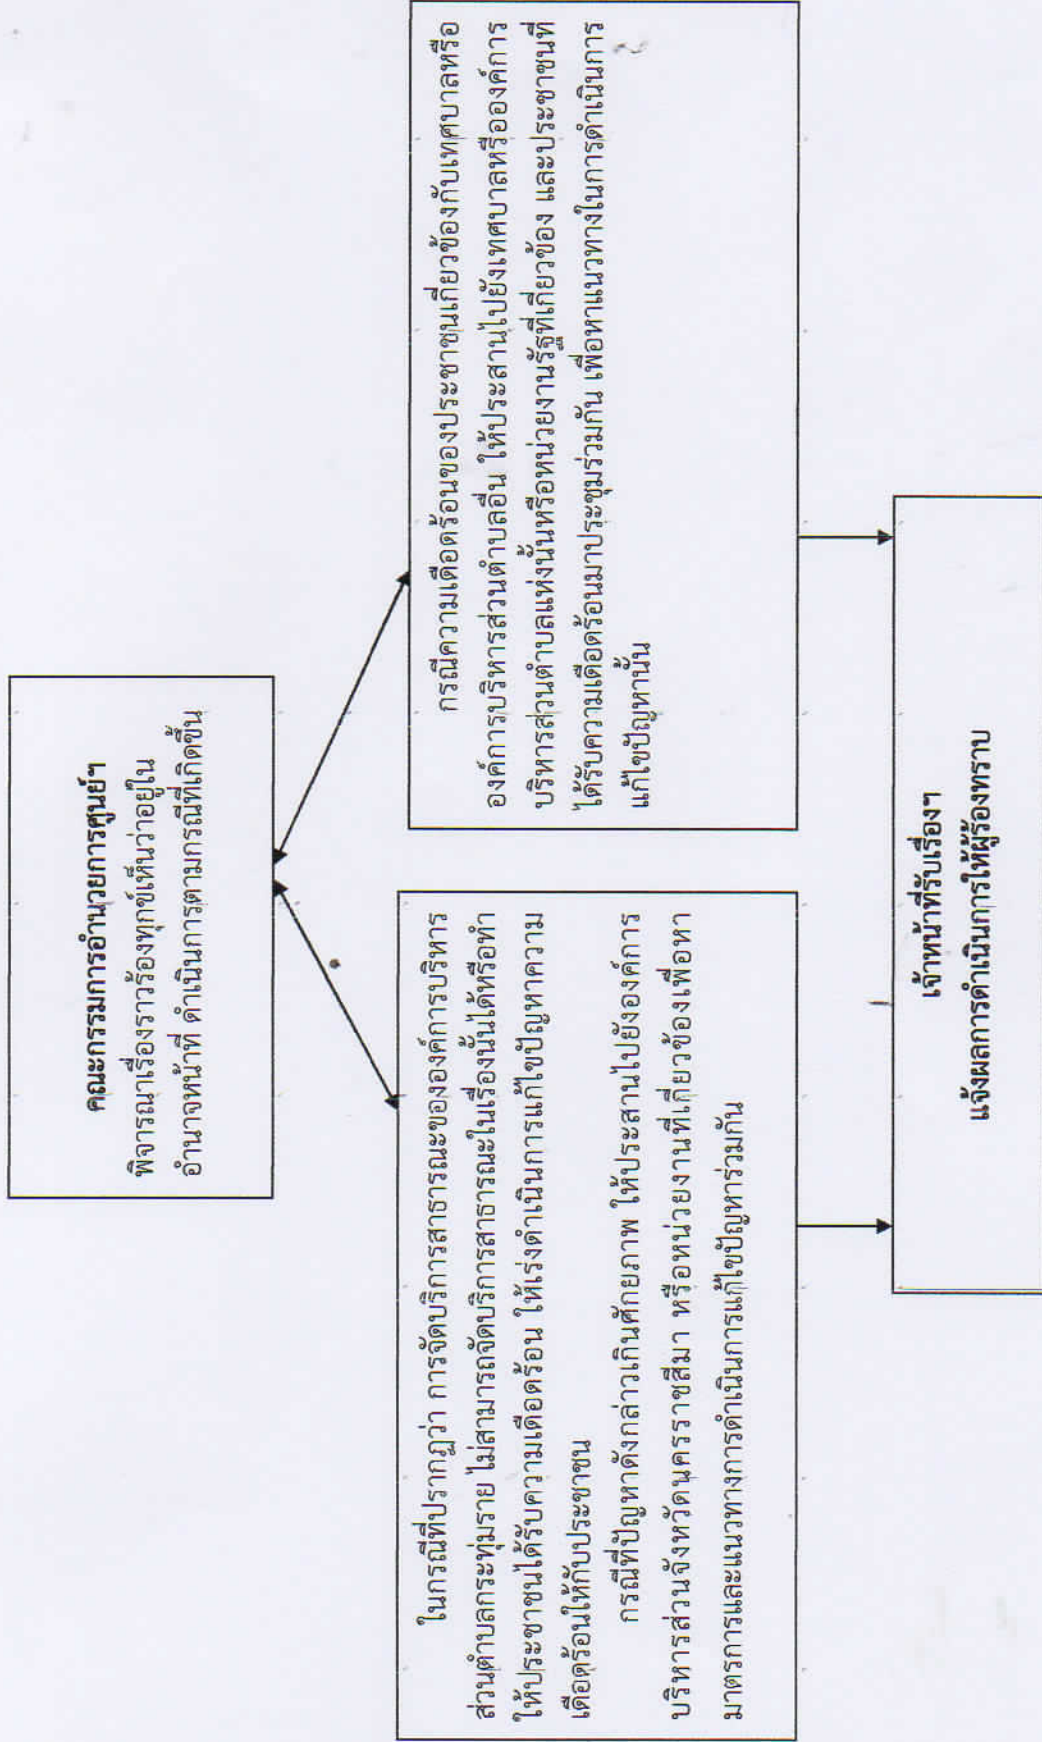 คณะกรรมการอำนวยการศูนย์ฯ
พิจารณาเรื่องราวร้องทุกข์เห็นว่าอยู่ใน
อำนาจหน้าที่ ดำเนินการตามกรณีที่เกิดขึ้น
ในกรณีที่ปรากฏว่า การจัดบริการสาธารณะขององค์การบริหาร
ส่วนตำบลกระทุ่มราย ไม่สามารถจัดบริการสาธารณะในเรื่องนั้นได้หรือทำ
ให้ประชาชนได้รับความเดือดร้อน ให้เร่งดำเนินการแก้ไขปัญหาความ
เดือดร้อนให้กับประชาชน
กรณีที่ปัญหาดังกล่าวเกินศักยภาพ ให้ประสานไปยังองค์การ
บริหารส่วนจังหวัดนครราชสีมา หรือหน่วยงานที่เกี่ยวข้องเพื่อหา
มาตรการและแนวทางการดำเนินการแก้ไขปัญหาร่วมกัน
กรณีความเดือดร้อนของประชาชนเกี่ยวข้องกับเทศบาลหรือ
องค์การบริหารส่วนตำบลอื่น ให้ประสานไปยังเทศบาลหรือองค์การ
บริหารส่วนตำบลแห่งนั้นหรือหน่วยงานรัฐที่เกี่ยวข้อง และประชาชนที่
ได้รับความเดือดร้อนมาประชุมร่วมกัน เพื่อหาแนวทางในการดำเนินการ
แก้ไขปัญหานั้น
เจ้าหน้าที่รับเรื่องฯ
แจ้งผลการดำเนินการให้ผู้ร้องทราบ